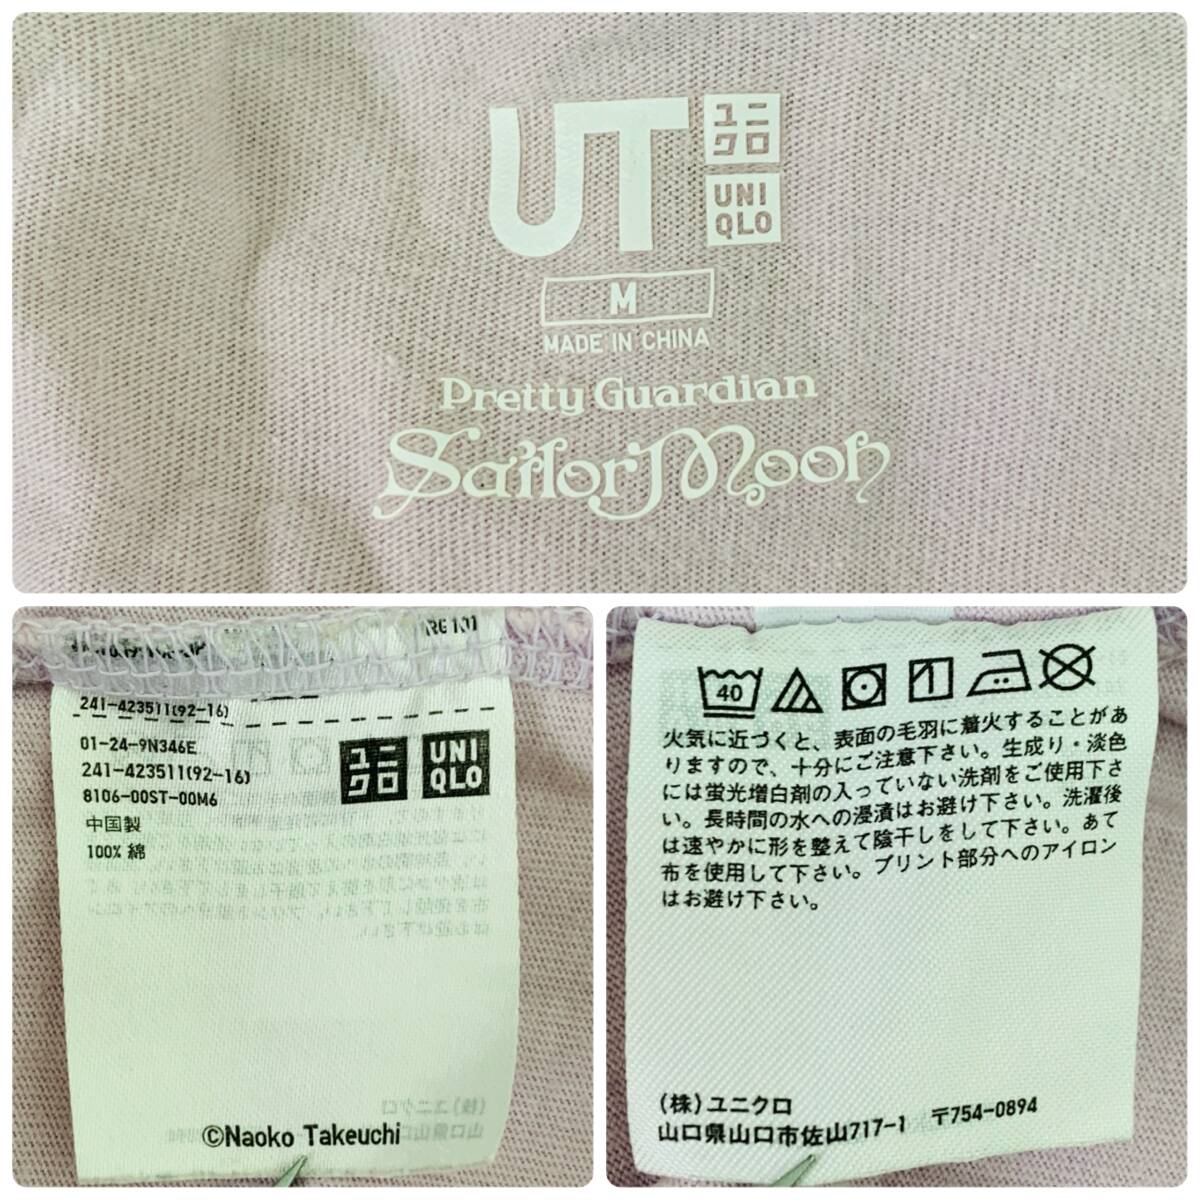 UT
ユニ
クロ
UNI
QLO
M
MADE IN CHINA
Pretty Guardian
Sailor Moon
241-423511(92-16)
01-24-9N346E
241-423511(92-16)
8106-00ST-00M6
中国製
100% 綿
ユニ
クロ
UNI
QLO
©Naoko Takeuchi
40
火気に近づくと、表面の毛羽に着火することがあ
りますので、十分にご注意下さい。生成り・淡色
には蛍光増白剤の入っていない洗剤をご使用下さ
い。長時間の水への浸漬はお避け下さい。洗濯後
は速やかに形を整えて陰干しをして下さい。あて
布を使用して下さい。プリント部分へのアイロン
はお避け下さい。
(株)ユニクロ
山口県山口市佐山717-1 〒754-0894